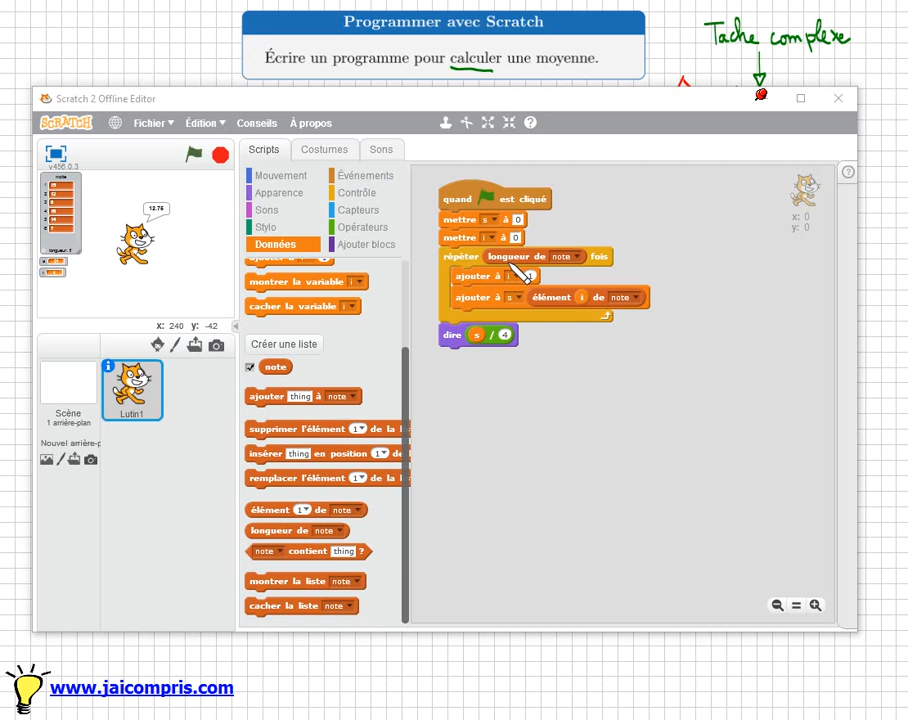 Programmer avec Scratch
Écrire un programme pour calculer une moyenne.
Tache complexe
Scratch 2 Offline Editor
SCRATCH Fichier Édition Conseils À propos
v456.0.3
Scripts Costumes Sons
note
12.75
longueur:
Mouvement Événements
Apparence Contrôle
Sons Capteurs
Stylo Opérateurs
Données Ajouter blocs
montrer la variable i
cacher la variable i
Créer une liste
note
ajouter thing à note
supprimer l'élément 1 de la l
insérer thing en position 1 de
remplacer l'élément 1 de la l
élément 1 de note
longueur de note
note contient thing ?
montrer la liste note
cacher la liste note
x: 240 y: -42
Scène
1 arrière-plan
Lutin1
Nouvel arrière-p
quand est cliqué
mettre s à 0
mettre i à 0
répéter longueur de note fois
ajouter à i 1
ajouter à s élément i de note
dire s / 4
x: 0
y: 0
www.jaicompris.com